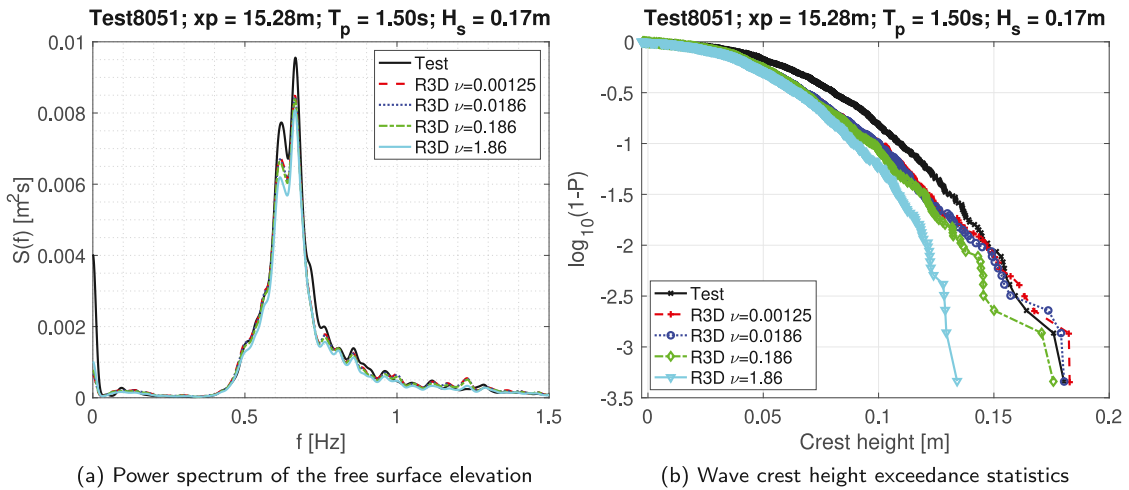 Test8051; xp = 15.28m; T_p = 1.50s; H_s = 0.17m
0.01
0.008
0.006
0.004
0.002
0
S(f) [m²s]
Test
R3D ν=0.00125
R3D ν=0.0186
R3D ν=0.186
R3D ν=1.86
0
0.5
1
1.5
f [Hz]
(a) Power spectrum of the free surface elevation
Test8051; xp = 15.28m; T_p = 1.50s; H_s = 0.17m
0
-0.5
-1
-1.5
-2
-2.5
-3
-3.5
log₁₀(1-P)
Test
R3D ν=0.00125
R3D ν=0.0186
R3D ν=0.186
R3D ν=1.86
0
0.05
0.1
0.15
0.2
Crest height [m]
(b) Wave crest height exceedance statistics